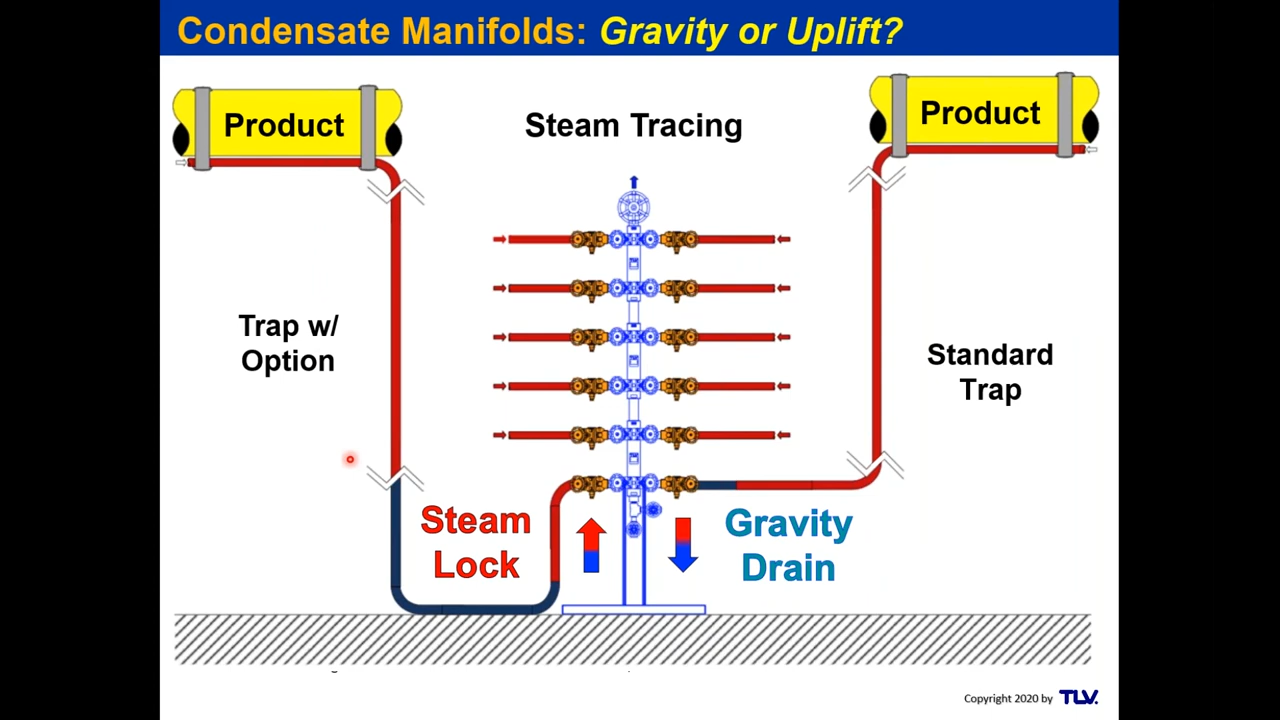 Condensate Manifolds: Gravity or Uplift?
Product
Steam Tracing
Product
Trap w/
Option
Standard
Trap
Steam
Lock
Gravity
Drain
Copyright 2020 by TLV.